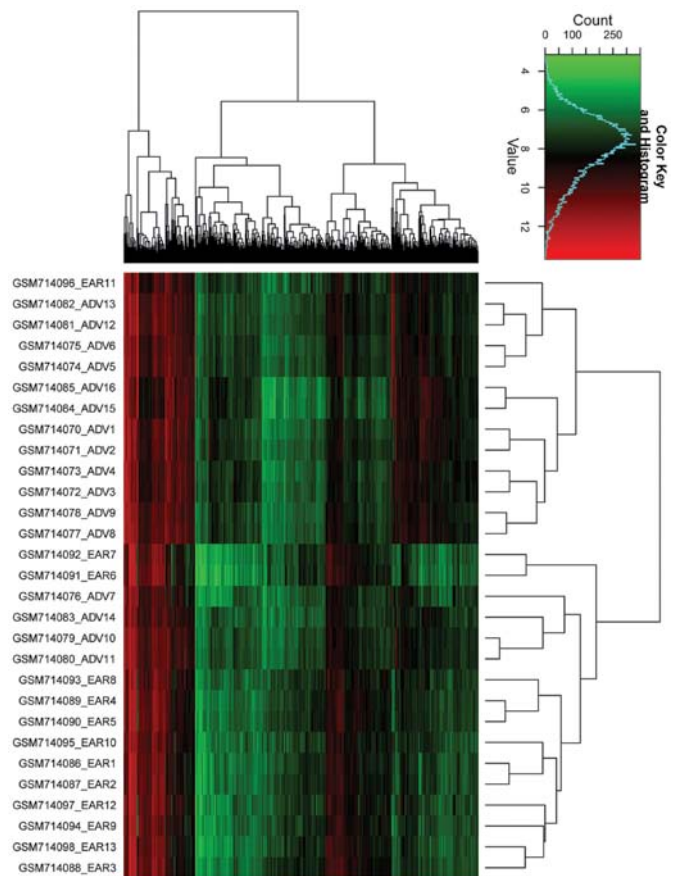 Count
0 100 250
4
6
8
10
12
Value
Color Key
and Histogram
GSM714096_EAR11
GSM714082_ADV13
GSM714081_ADV12
GSM714075_ADV6
GSM714074_ADV5
GSM714085_ADV16
GSM714084_ADV15
GSM714070_ADV1
GSM714071_ADV2
GSM714073_ADV4
GSM714072_ADV3
GSM714078_ADV9
GSM714077_ADV8
GSM714092_EAR7
GSM714091_EAR6
GSM714076_ADV7
GSM714083_ADV14
GSM714079_ADV10
GSM714080_ADV11
GSM714093_EAR8
GSM714089_EAR4
GSM714090_EAR5
GSM714095_EAR10
GSM714086_EAR1
GSM714087_EAR2
GSM714097_EAR12
GSM714094_EAR9
GSM714098_EAR13
GSM714088_EAR3